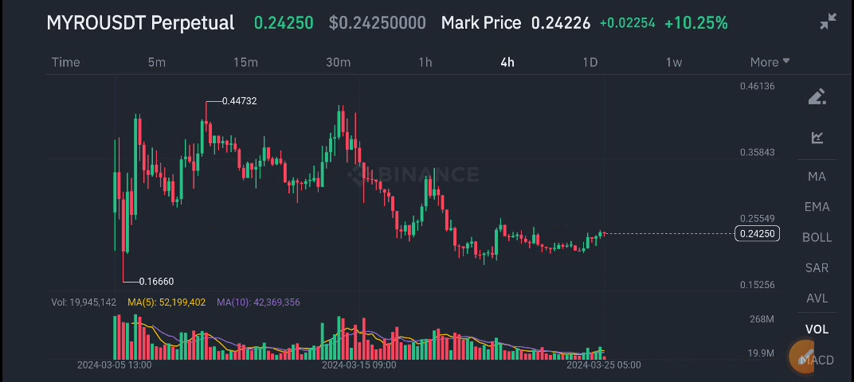 MYROUSDT Perpetual 0.24250 $0.24250000 Mark Price 0.24226 +0.02254 +10.25%
Time 5m 15m 30m 1h 4h 1D 1w More
0.46136
0.44732
0.35843
BINANCE
0.25549
0.24250
0.16660
0.15256
Vol: 19,945,142 MA(5): 52,199,402 MA(10): 42,369,356
268M
19.9M
2024-03-05 13:00 2024-03-15 09:00 2024-03-25 05:00
MA
EMA
BOLL
SAR
AVL
VOL
MACD